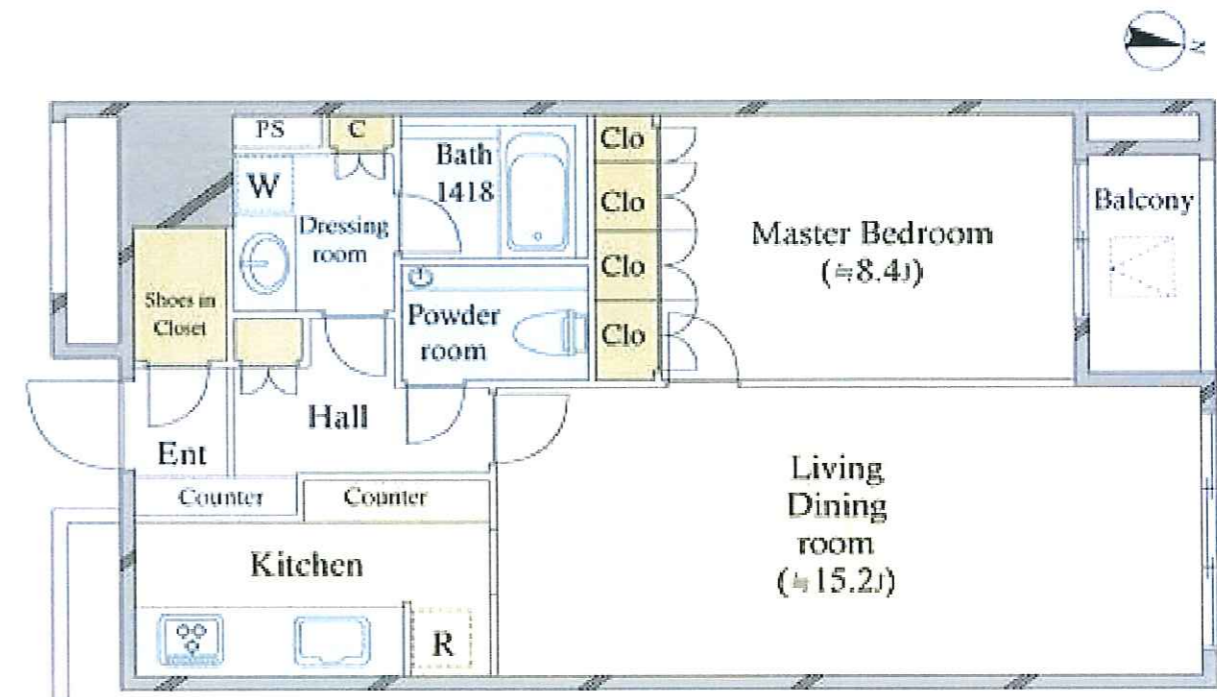 N
PS
C
Bath
1418
W
Dressing
room
Clo
Clo
Clo
Clo
Master Bedroom
(≒8.4J)
Balcony
Shoes in
Closet
Powder
room
Hall
Ent
Counter
Counter
Kitchen
R
Living
Dining
room
(≒15.2J)